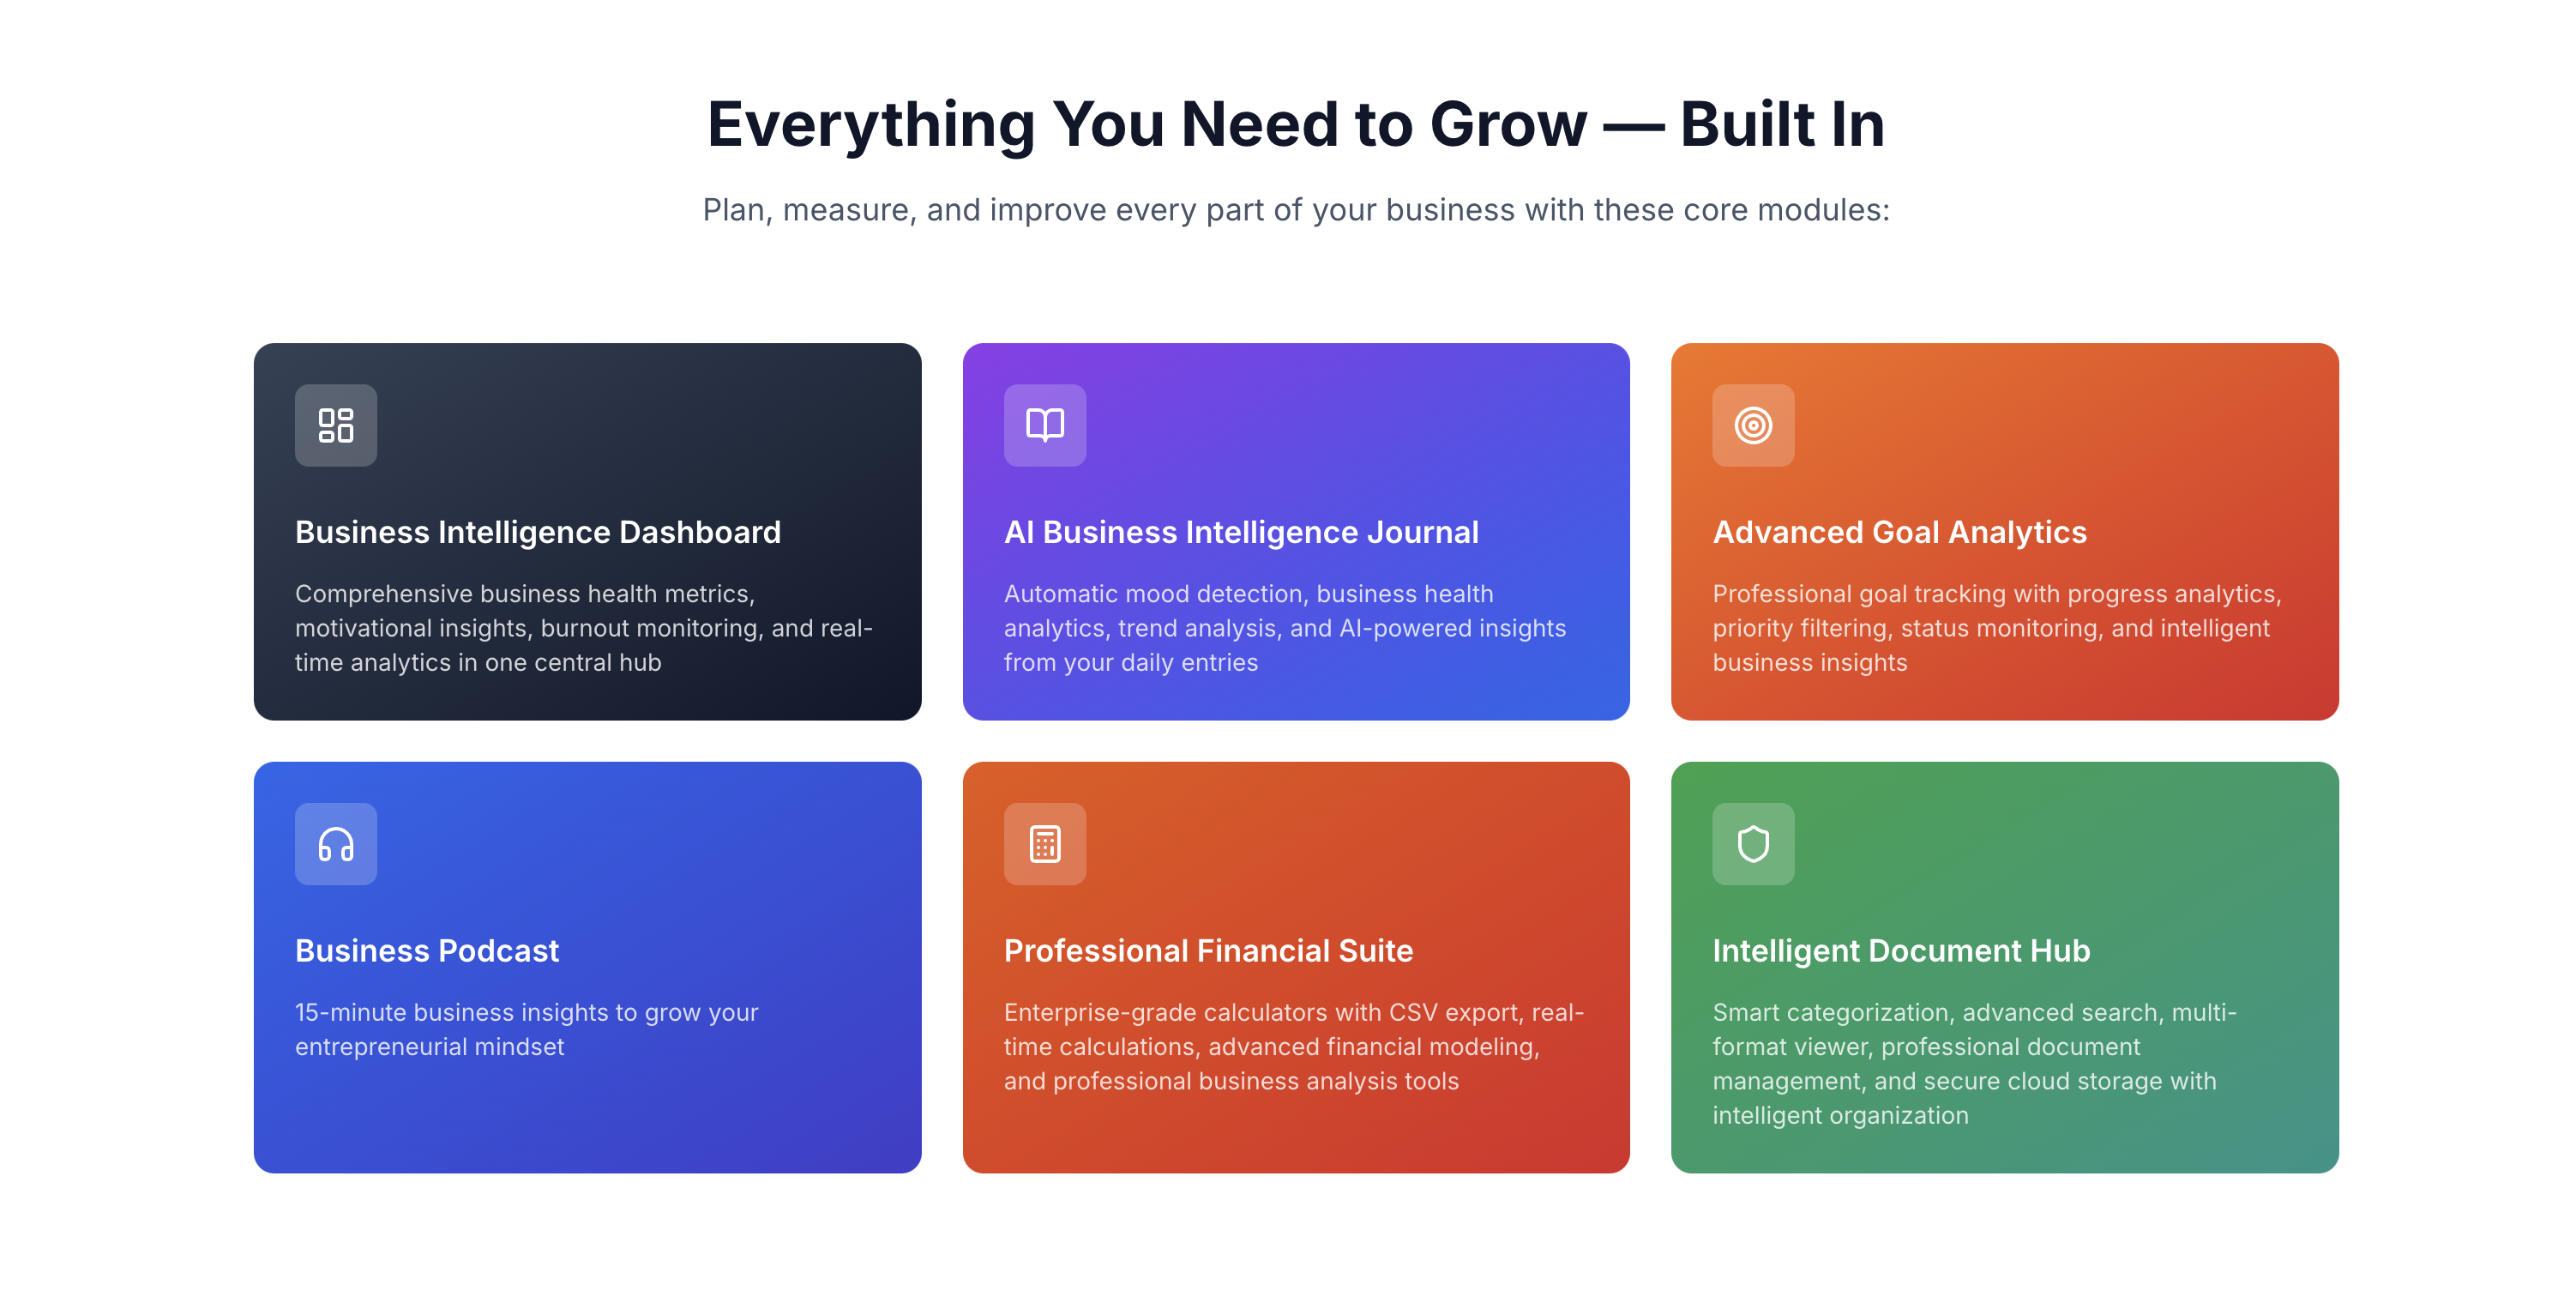 Everything You Need to Grow — Built In
Plan, measure, and improve every part of your business with these core modules:
Business Intelligence Dashboard
Comprehensive business health metrics,
motivational insights, burnout monitoring, and real-
time analytics in one central hub
AI Business Intelligence Journal
Automatic mood detection, business health
analytics, trend analysis, and AI-powered insights
from your daily entries
Advanced Goal Analytics
Professional goal tracking with progress analytics,
priority filtering, status monitoring, and intelligent
business insights
Business Podcast
15-minute business insights to grow your
entrepreneurial mindset
Professional Financial Suite
Enterprise-grade calculators with CSV export, real-
time calculations, advanced financial modeling,
and professional business analysis tools
Intelligent Document Hub
Smart categorization, advanced search, multi-
format viewer, professional document
management, and secure cloud storage with
intelligent organization